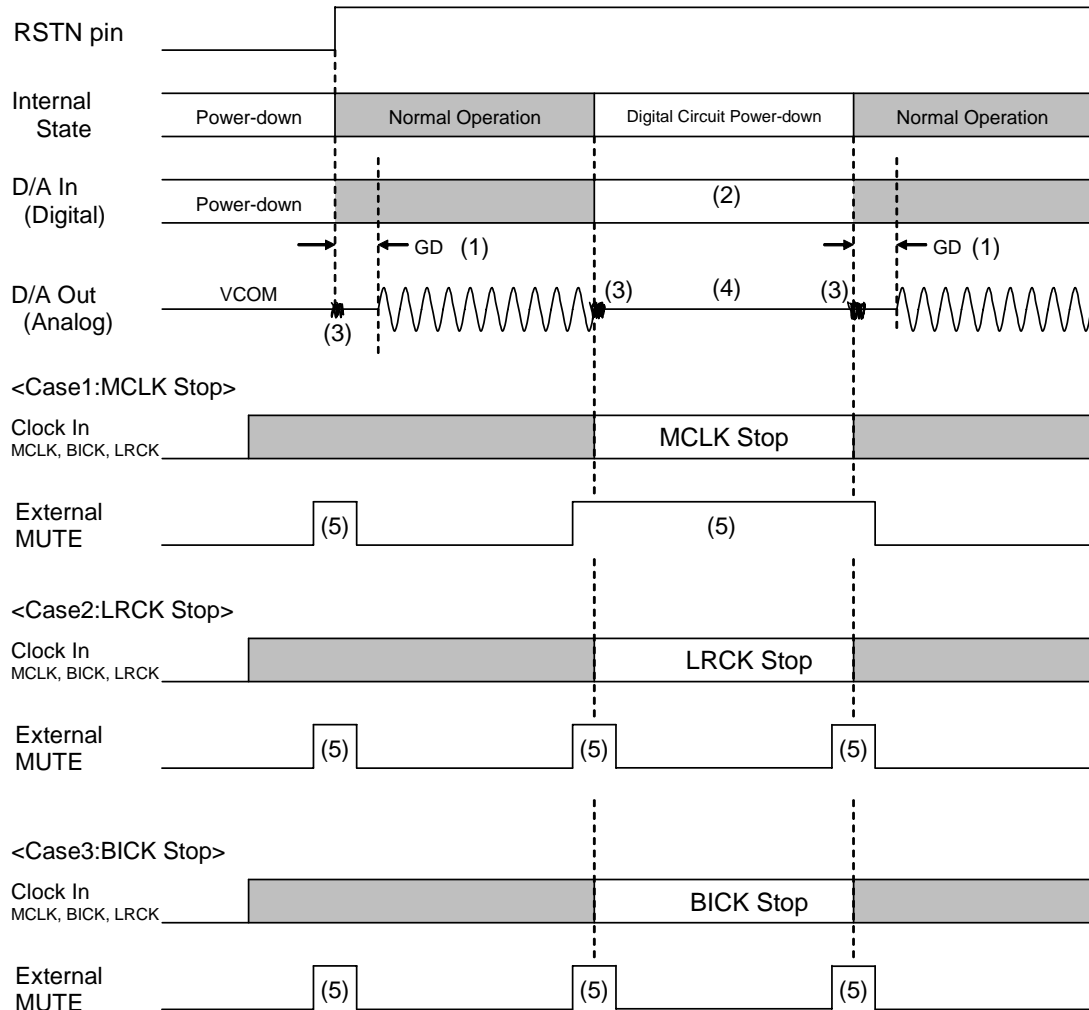 RSTN pin
Internal
State
Power-down
Normal Operation
Digital Circuit Power-down
Normal Operation
D/A In
(Digital)
Power-down
(2)
GD (1)
GD (1)
D/A Out
(Analog)
VCOM
(3)
(3)
(4)
(3)
<Case1:MCLK Stop>
Clock In
MCLK, BICK, LRCK
MCLK Stop
External
MUTE
(5)
(5)
<Case2:LRCK Stop>
Clock In
MCLK, BICK, LRCK
LRCK Stop
External
MUTE
(5)
(5)
(5)
<Case3:BICK Stop>
Clock In
MCLK, BICK, LRCK
BICK Stop
External
MUTE
(5)
(5)
(5)